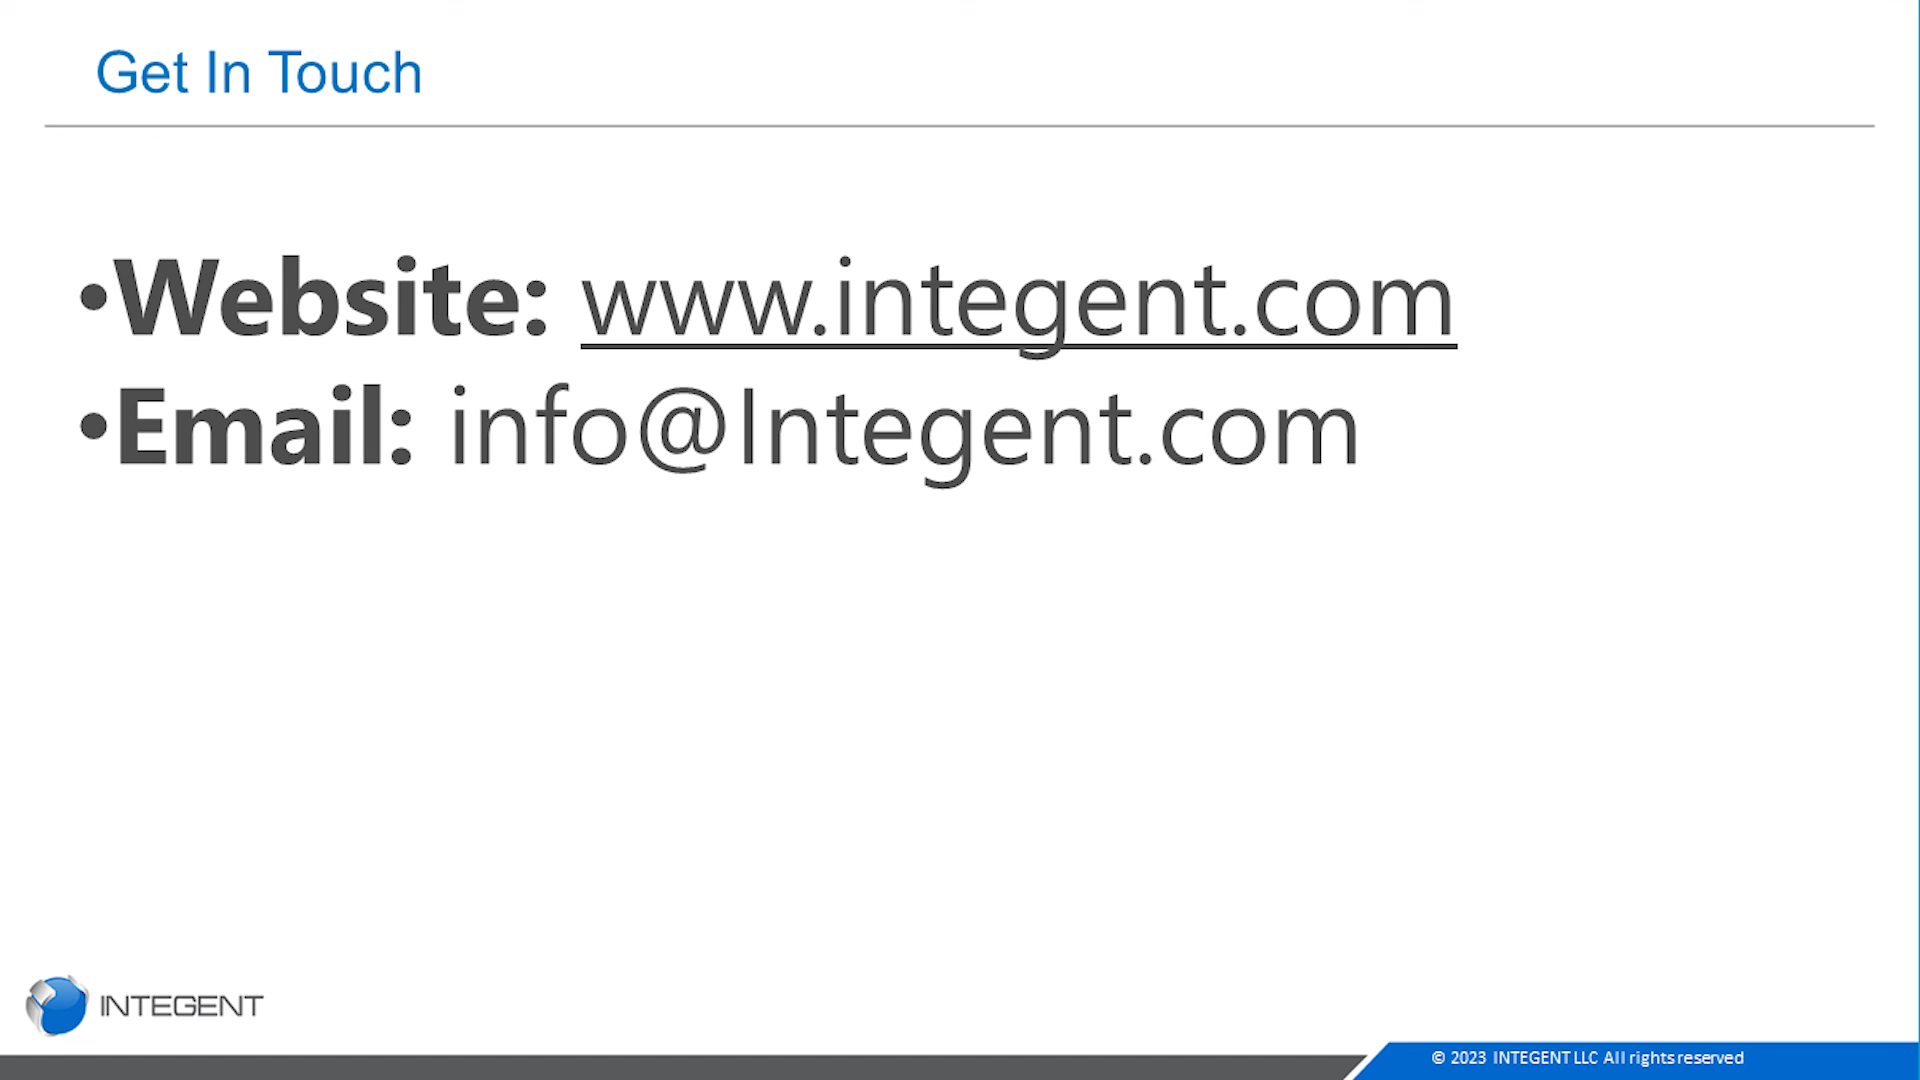 Get In Touch
•Website: www.integent.com
•Email: info@Integent.com
INTEGENT
© 2023 INTEGENT LLC All rights reserved